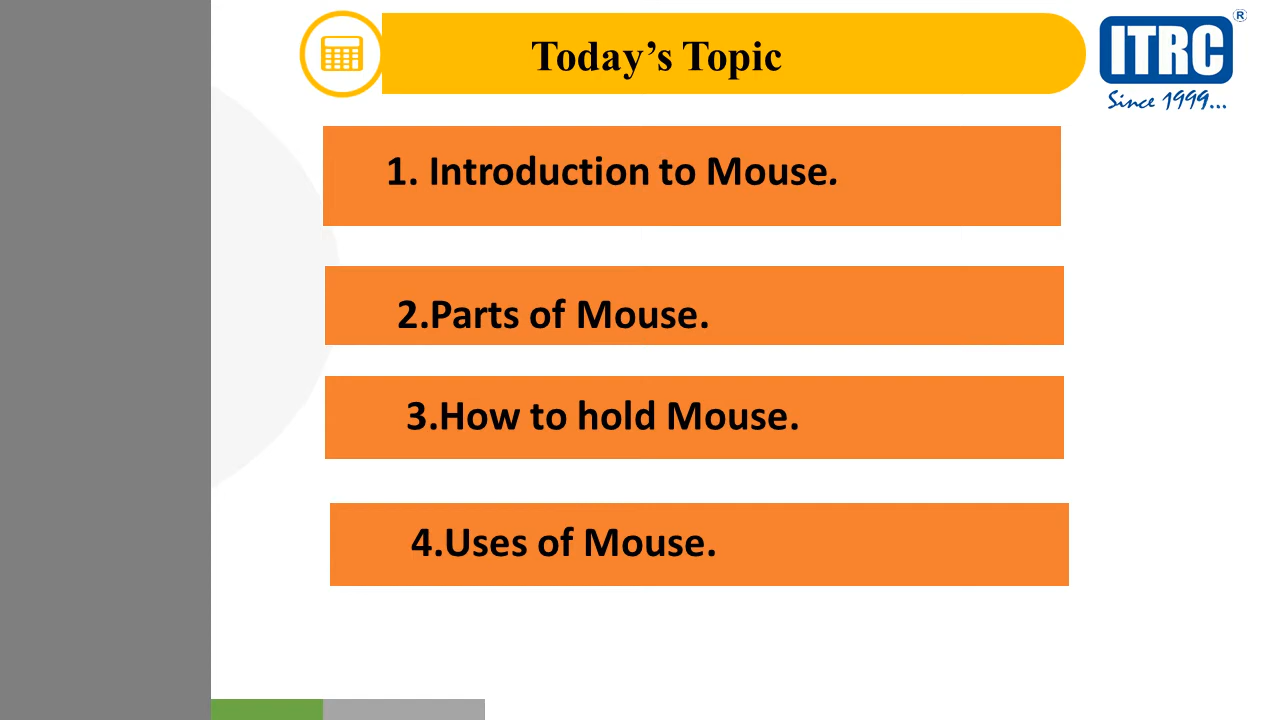 Today’s Topic
ITRC
®
Since 1999...
1. Introduction to Mouse.
2.Parts of Mouse.
3.How to hold Mouse.
4.Uses of Mouse.